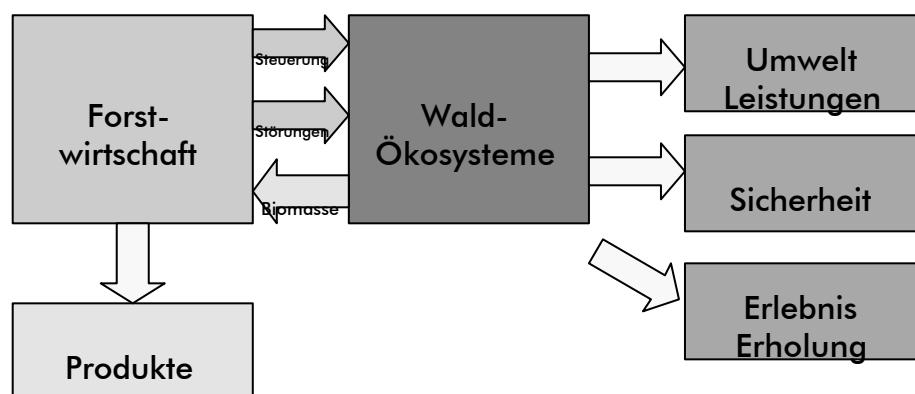 Forst-
wirtschaft
Steuerung
Störungen
Biomasse
Wald-
Ökosysteme
Umwelt
Leistungen
Sicherheit
Erlebnis
Erholung
Produkte